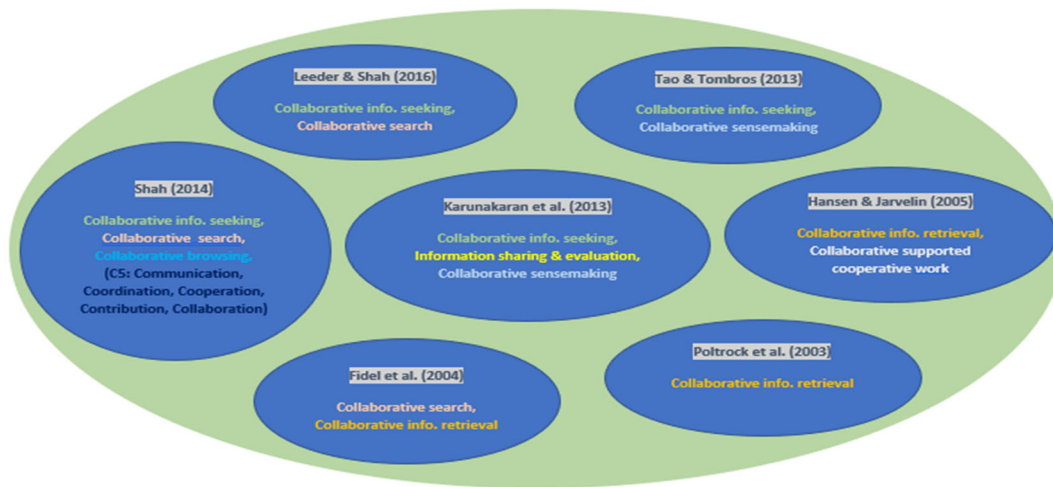 Leeder & Shah (2016)
Collaborative info. seeking,
Collaborative search
Tao & Tombros (2013)
Collaborative info. seeking,
Collaborative sensemaking
Shah (2014)
Collaborative info. seeking,
Collaborative search,
Collaborative browsing,
(C5: Communication,
Coordination, Cooperation,
Contribution, Collaboration)
Karunakaran et al. (2013)
Collaborative info. seeking,
Information sharing & evaluation,
Collaborative sensemaking
Hansen & Jarvelin (2005)
Collaborative info. retrieval,
Collaborative supported
cooperative work
Fidel et al. (2004)
Collaborative search,
Collaborative info. retrieval
Poltrock et al. (2003)
Collaborative info. retrieval